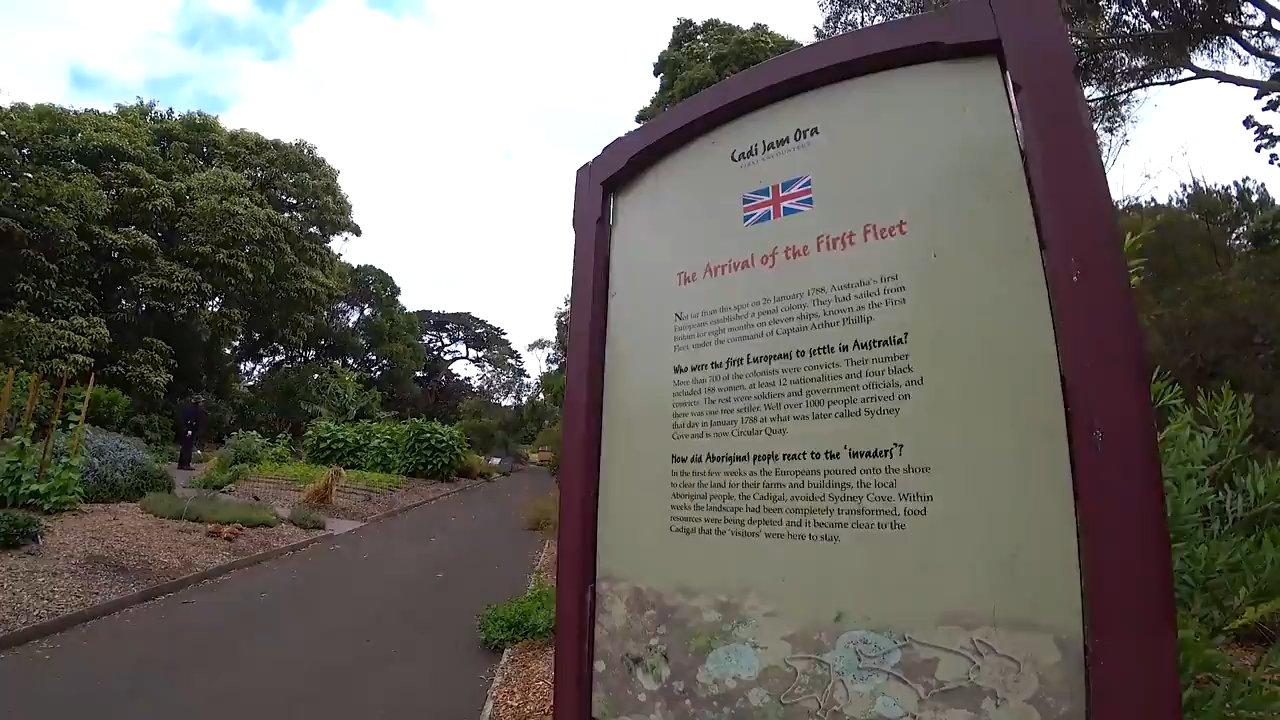 Cadi Jam Ora
FIRST ENCOUNTERS
The Arrival of the First Fleet
Not far from this spot on 26 January 1788, Australia's first
Europeans established a penal colony. They had sailed from
Britain for eight months on eleven ships, known as the First
Fleet, under the command of Captain Arthur Phillip.
Who were the first Europeans to settle in Australia?
More than 700 of the colonists were convicts. Their number
included 188 women, at least 12 nationalities and four black
convicts. The rest were soldiers and government officials, and
there was one free settler. Well over 1000 people arrived on
that day in January 1788 at what was later called Sydney
Cove and is now Circular Quay.
How did Aboriginal people react to the 'invaders'?
In the first few weeks as the Europeans poured onto the shore
to clear the land for their farms and buildings, the local
Aboriginal people, the Cadigal, avoided Sydney Cove. Within
weeks the landscape had been completely transformed, food
resources were being depleted and it became clear to the
Cadigal that the 'visitors' were here to stay.